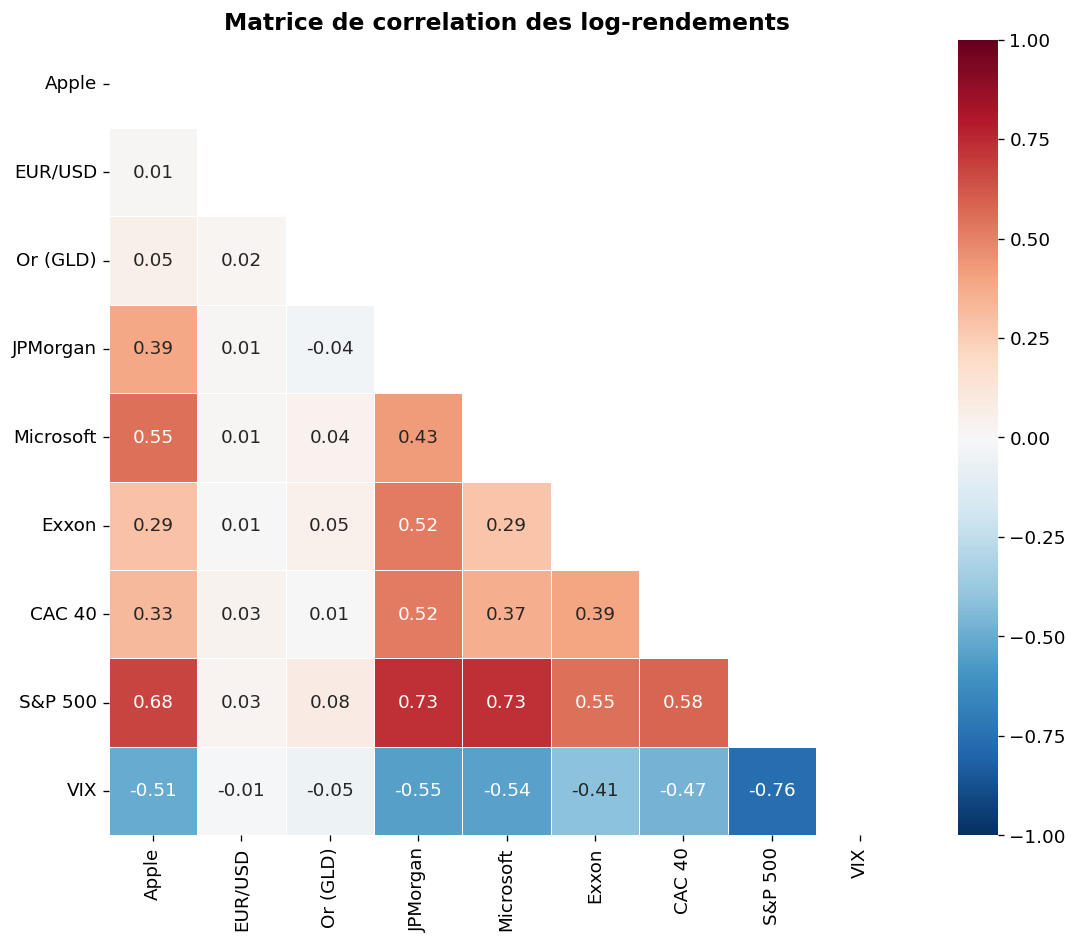 Matrice de correlation des log-rendements
Apple
EUR/USD 0.01
Or (GLD) 0.05 0.02
JPMorgan 0.39 0.01 -0.04
Microsoft 0.55 0.01 0.04 0.43
Exxon 0.29 0.01 0.05 0.52 0.29
CAC 40 0.33 0.03 0.01 0.52 0.37 0.39
S&P 500 0.68 0.03 0.08 0.73 0.73 0.55 0.58
VIX -0.51 -0.01 -0.05 -0.55 -0.54 -0.41 -0.47 -0.76
Apple EUR/USD Or (GLD) JPMorgan Microsoft Exxon CAC 40 S&P 500 VIX
1.00
0.75
0.50
0.25
0.00
−0.25
−0.50
−0.75
−1.00